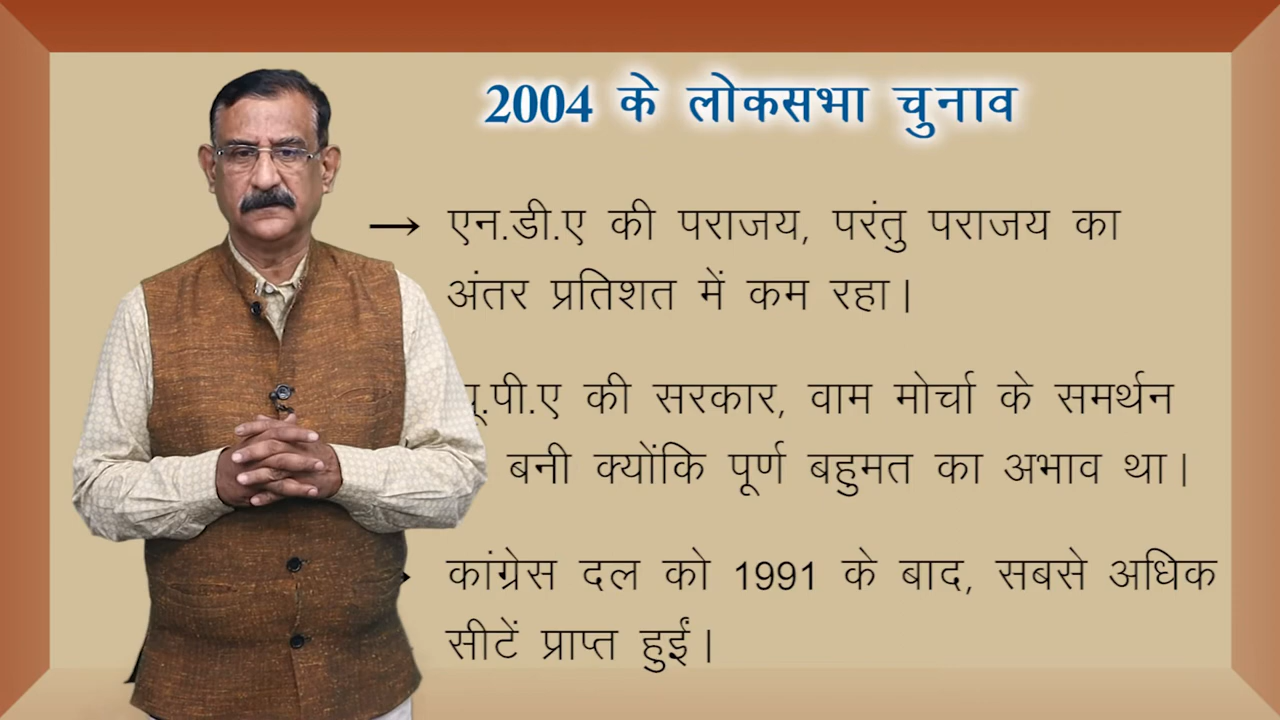 2004 के लोकसभा चुनाव
→ एन.डी.ए की पराजय, परंतु पराजय का
अंतर प्रतिशत में कम रहा।
यू.पी.ए की सरकार, वाम मोर्चा के समर्थन
बनी क्योंकि पूर्ण बहुमत का अभाव था।
कांग्रेस दल को 1991 के बाद, सबसे अधिक
सीटें प्राप्त हुईं।